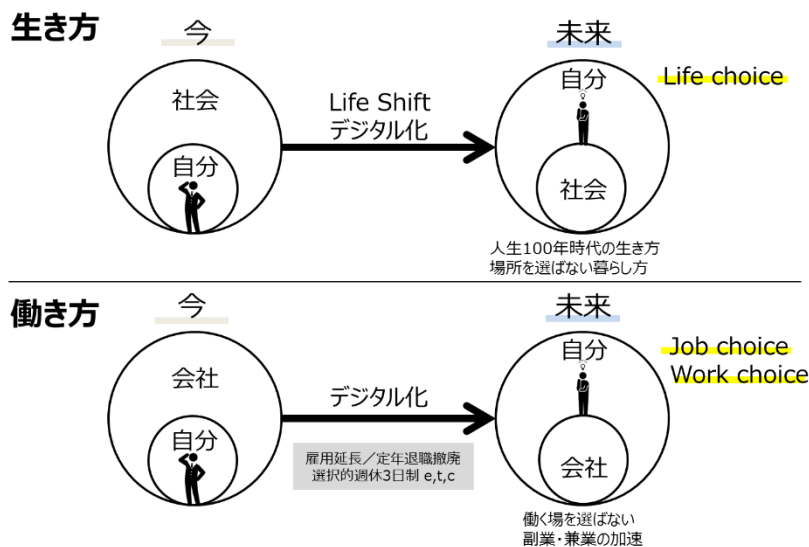 生き方
今
未来
社会
自分
Life Shift
デジタル化
自分
社会
Life choice
人生100年時代の生き方
場所を選ばない暮らし方
働き方
今
未来
会社
自分
デジタル化
雇用延長／定年退職撤廃
選択的週休3日制 e,t,c
自分
会社
Job choice
Work choice
働く場を選ばない
副業・兼業の加速